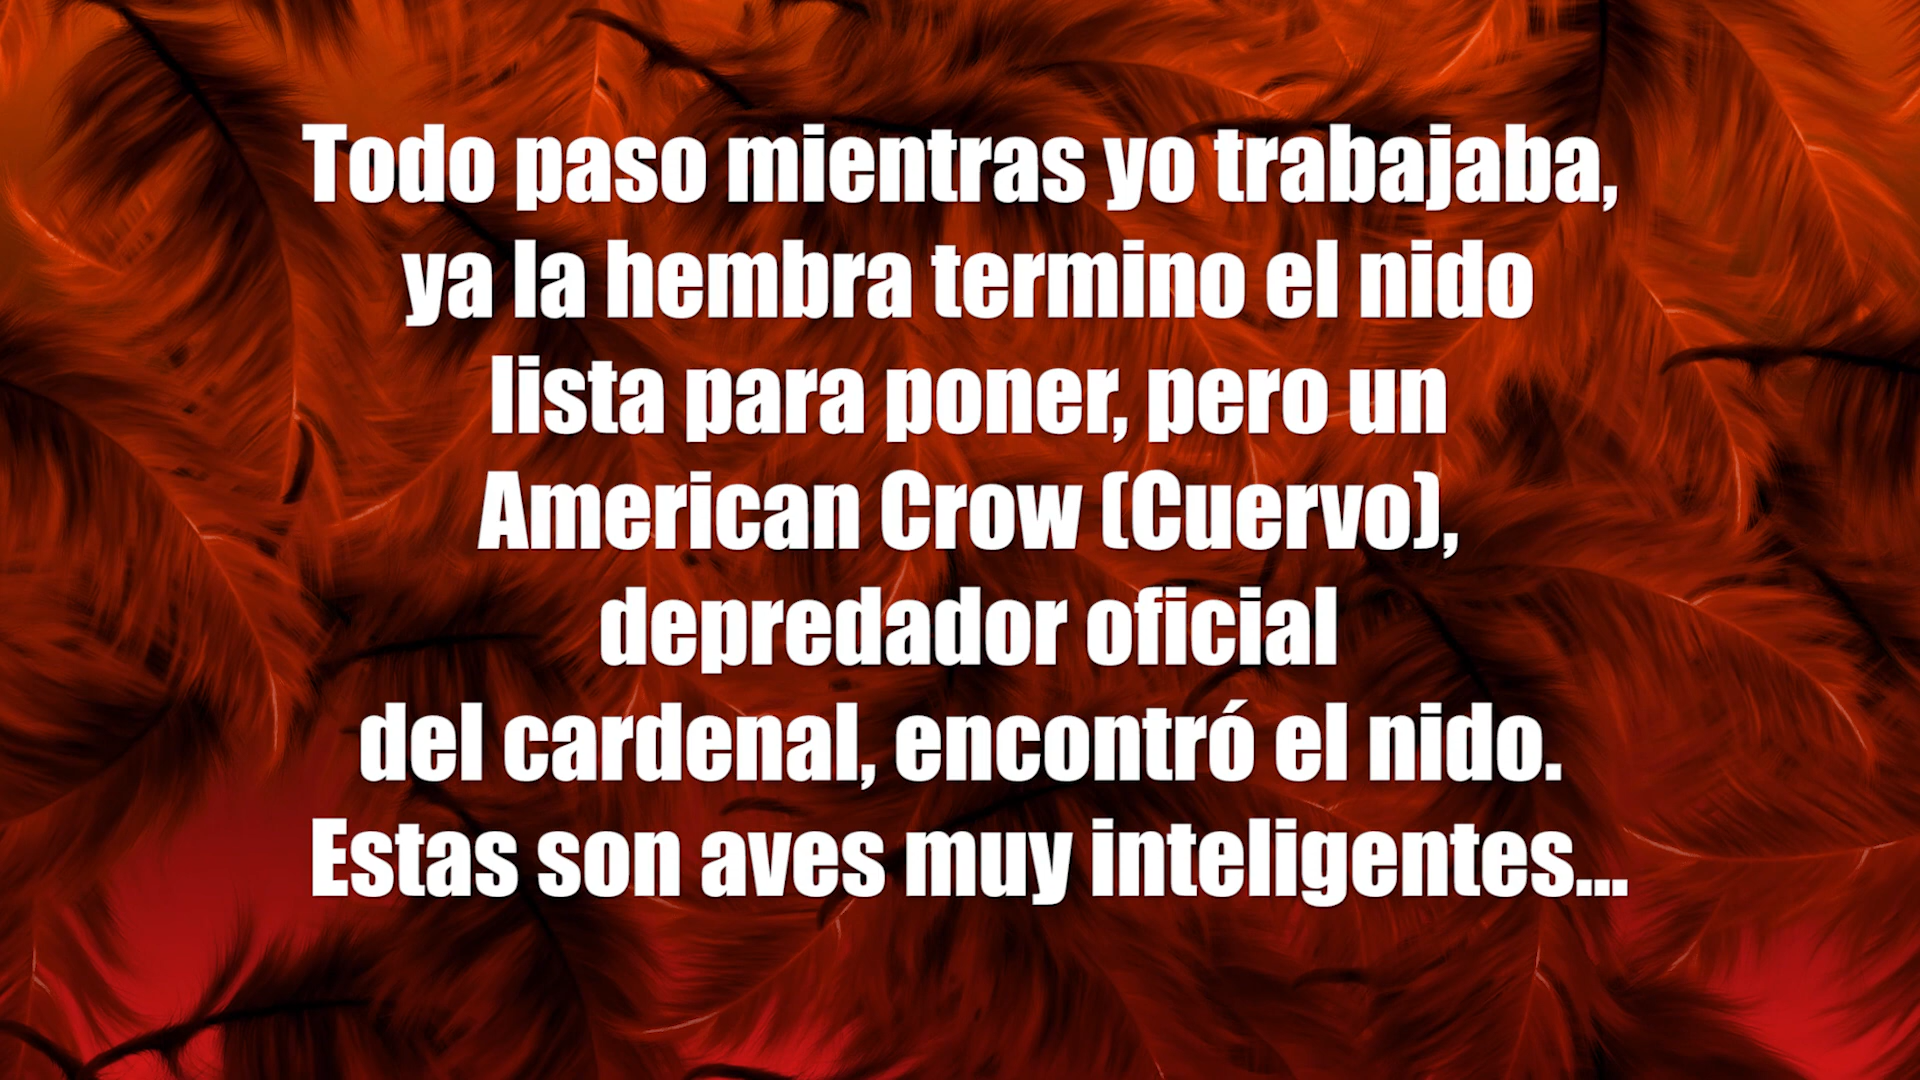 Todo paso mientras yo trabajaba,
ya la hembra termino el nido
lista para poner, pero un
American Crow (Cuervo),
depredador oficial
del cardenal, encontró el nido.
Estas son aves muy inteligentes...